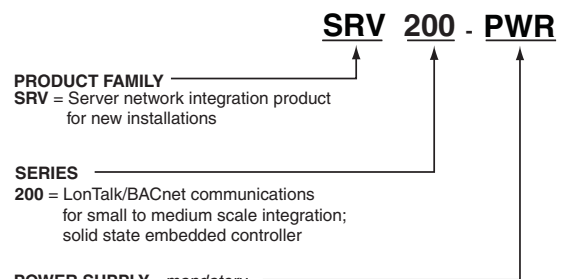 SRV 200 - PWR
PRODUCT FAMILY
SRV = Server network integration product
for new installations
SERIES
200 = LonTalk/BACnet communications
for small to medium scale integration;
solid state embedded controller
POWER SUPPLY - mandatory